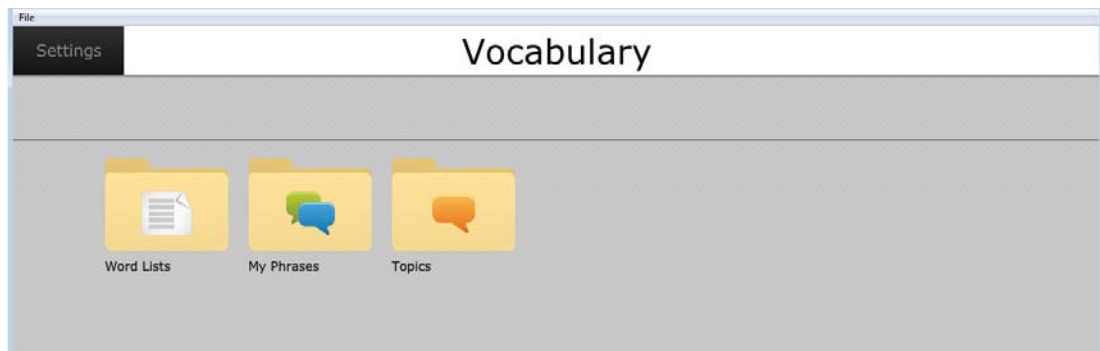 File
Settings
Vocabulary
Word Lists
My Phrases
Topics